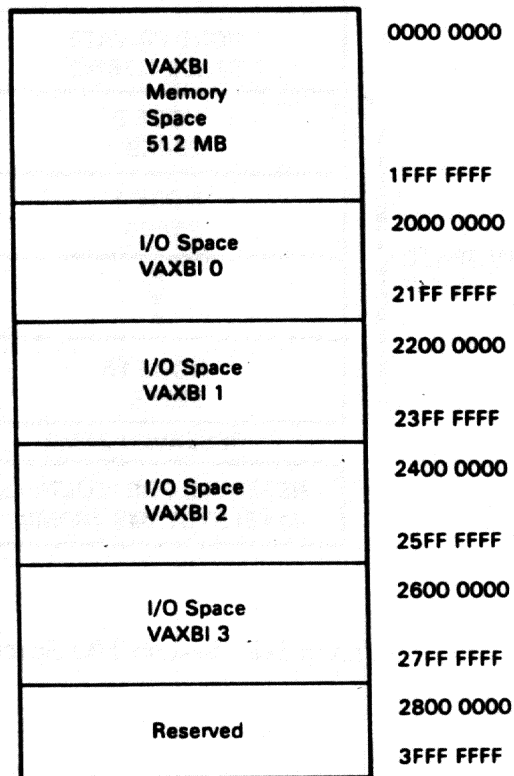 VAXBI
Memory
Space
512 MB
0000 0000
1FFF FFFF
I/O Space
VAXBI 0
2000 0000
21FF FFFF
I/O Space
VAXBI 1
2200 0000
23FF FFFF
I/O Space
VAXBI 2
2400 0000
25FF FFFF
I/O Space
VAXBI 3
2600 0000
27FF FFFF
Reserved
2800 0000
3FFF FFFF